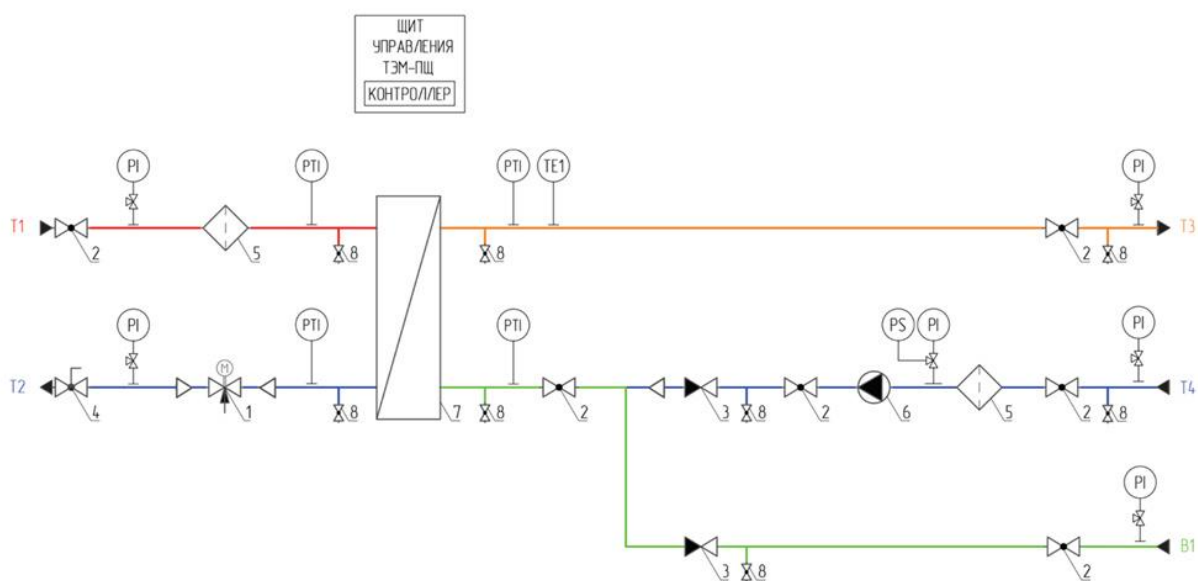 ЩИТ
УПРАВЛЕНИЯ
ТЭМ-ПЩ
КОНТРОЛЛЕР
PI PTI PTI TE1 PI
T1 2 5 8 8 2 8 T3
PI PTI PTI PS PI PI
M
T2 4 1 8 7 8 2 3 8 2 6 5 2 8 T4
PI
3 8 2 B1